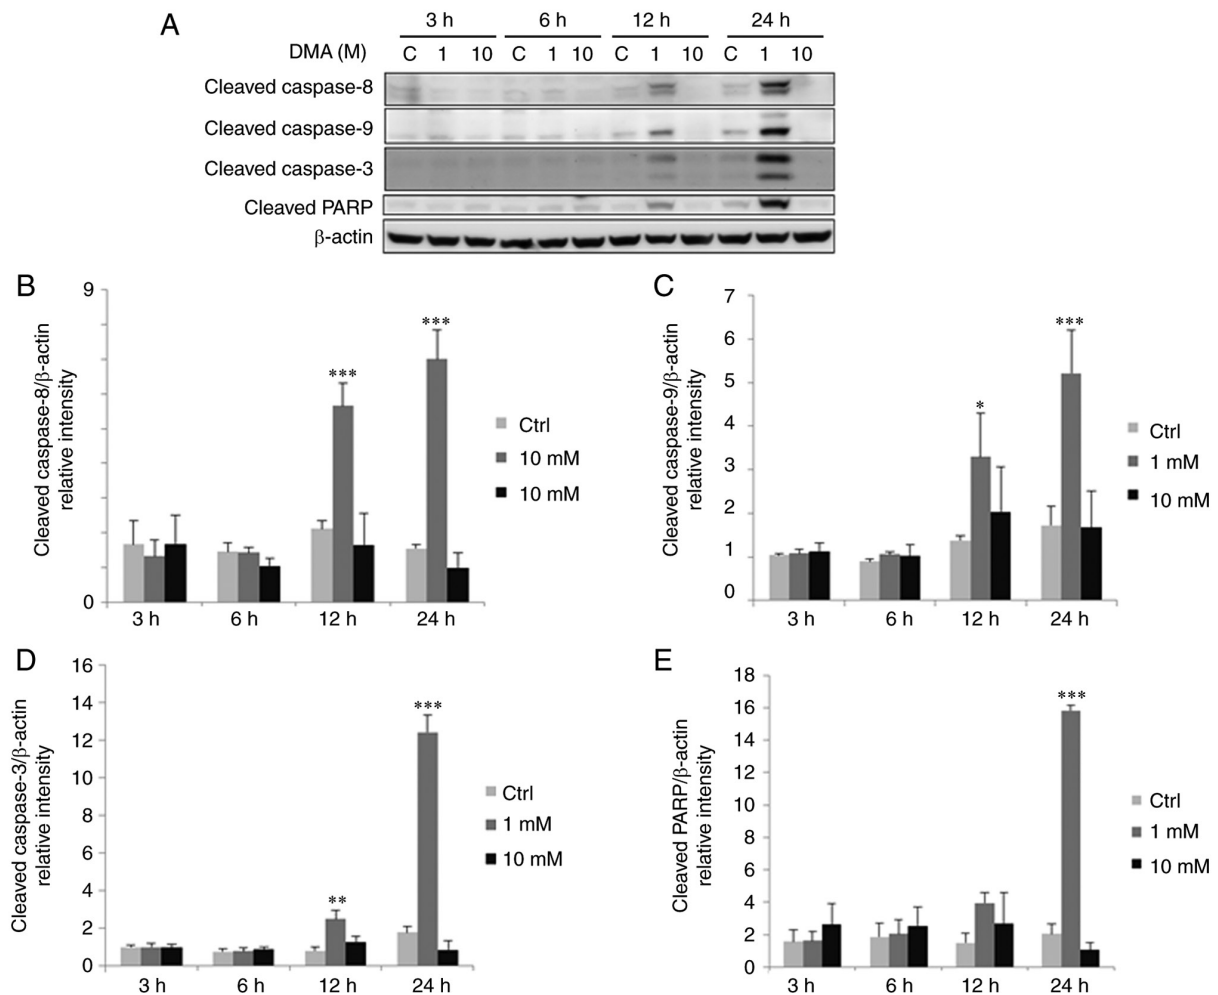 A
3 h 6 h 12 h 24 h
DMA (M) C 1 10 C 1 10 C 1 10 C 1 10
Cleaved caspase-8
Cleaved caspase-9
Cleaved caspase-3
Cleaved PARP
β-actin
B
Cleaved caspase-8/β-actin
relative intensity
9
0
*** ***
3 h 6 h 12 h 24 h
Ctrl
10 mM
10 mM
C
Cleaved caspase-9/β-actin
relative intensity
7
6
5
4
3
2
1
0
* ***
3 h 6 h 12 h 24 h
Ctrl
1 mM
10 mM
D
Cleaved caspase-3/β-actin
relative intensity
16
14
12
10
8
6
4
2
0
** ***
3 h 6 h 12 h 24 h
Ctrl
1 mM
10 mM
E
Cleaved PARP/β-actin
relative intensity
18
16
14
12
10
8
6
4
2
0
***
3 h 6 h 12 h 24 h
Ctrl
1 mM
10 mM